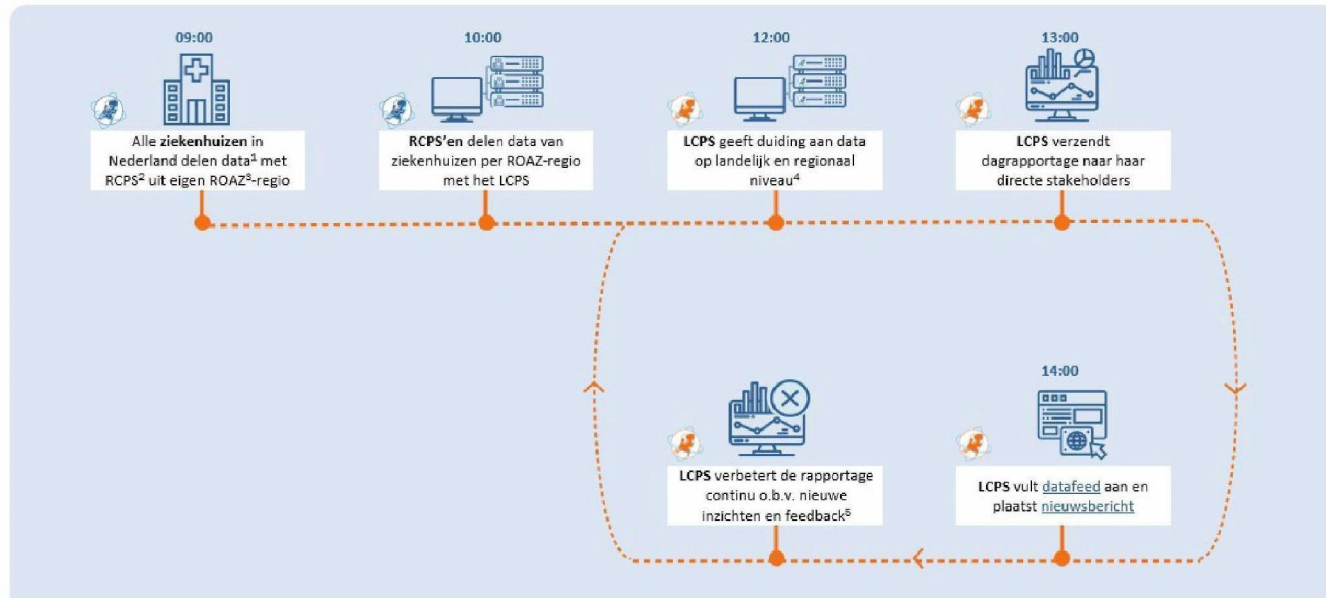 09:00
Alle ziekenhuizen in
Nederland delen data¹ met
RCPS² uit eigen ROAZ³-regio
10:00
RCPS'en delen data van
ziekenhuizen per ROAZ-regio
met het LCPS
12:00
LCPS geeft duiding aan data
op landelijk en regionaal
niveau⁴
13:00
LCPS verzendt
dagrapportage naar haar
directe stakeholders
14:00
LCPS vult datafeed aan en
plaatst nieuwsbericht
LCPS verbetert de rapportage
continu o.b.v. nieuwe
inzichten en feedback⁵